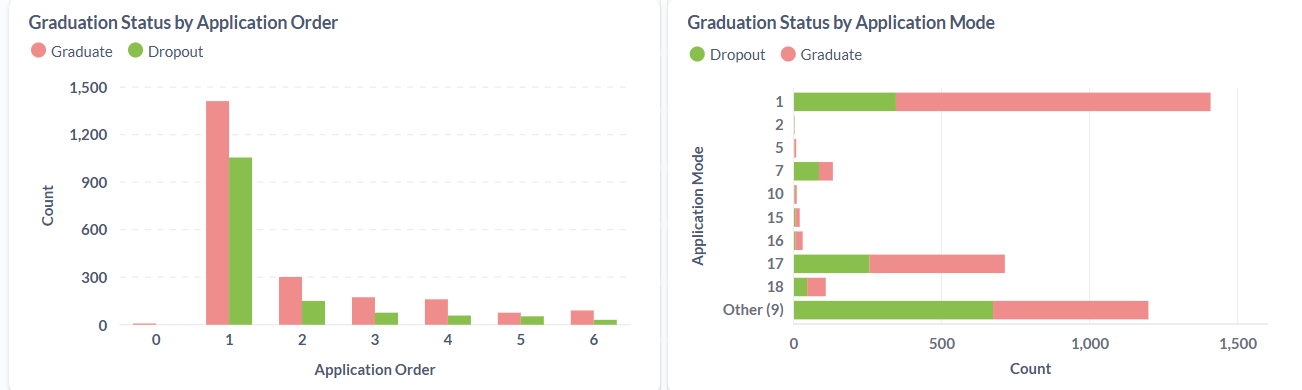 Graduation Status by Application Order
Graduate Dropout
1,500
1,200
900
600
300
0
Count
0 1 2 3 4 5 6
Application Order
Graduation Status by Application Mode
Dropout Graduate
1
2
5
7
10
15
16
17
18
Other (9)
Application Mode
0 500 1,000 1,500
Count